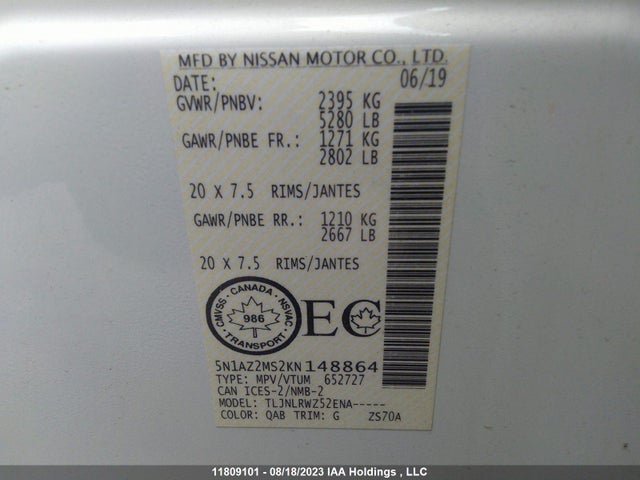 MFD BY NISSAN MOTOR CO., LTD.
DATE: 06/19
GVWR/PNBV: 2395 KG
5280 LB
GAWR/PNBE FR.: 1271 KG
2802 LB
20 X 7.5 RIMS/JANTES
GAWR/PNBE RR.: 1210 KG
2667 LB
20 X 7.5 RIMS/JANTES
CMVSS - CANADA - NSVAC
986
TRANSPORT
EC
5N1AZ2MS2KN148864
TYPE: MPV/VTUM 652727
CAN ICES-2/NMB-2
MODEL: TLJNLRWZ52ENA-----
COLOR: QAB TRIM: G ZS70A
11809101 - 08/18/2023 IAA Holdings , LLC